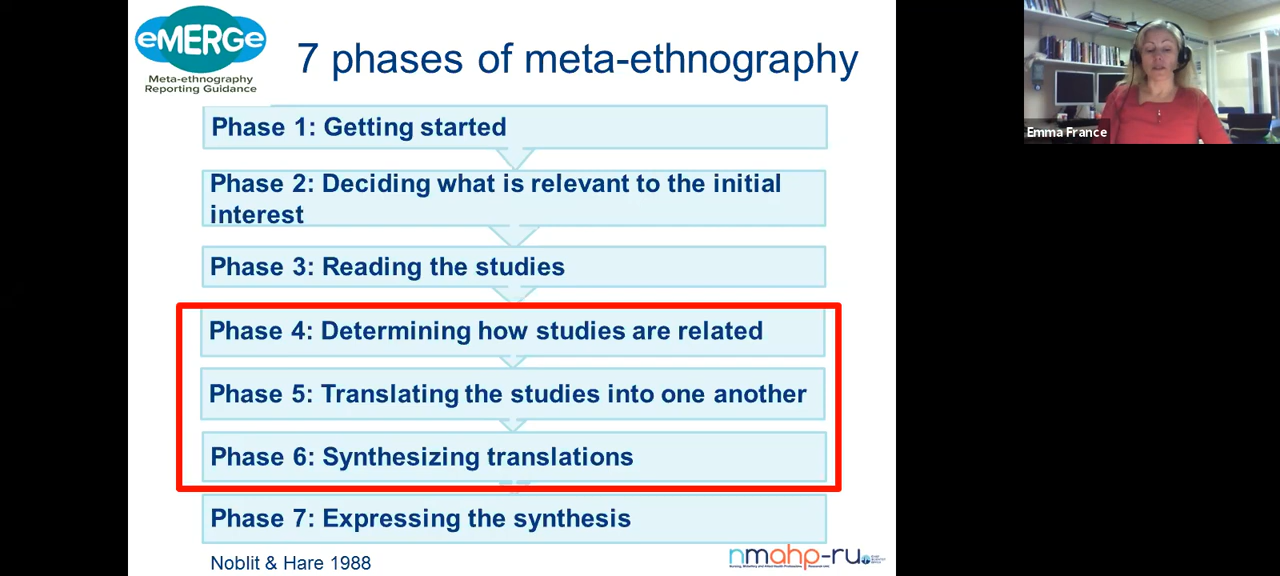 eMERGe
Meta-ethnography
Reporting Guidance
7 phases of meta-ethnography
Phase 1: Getting started
Phase 2: Deciding what is relevant to the initial
interest
Phase 3: Reading the studies
Phase 4: Determining how studies are related
Phase 5: Translating the studies into one another
Phase 6: Synthesizing translations
Phase 7: Expressing the synthesis
Noblit & Hare 1988
nmahp-ru
Emma France